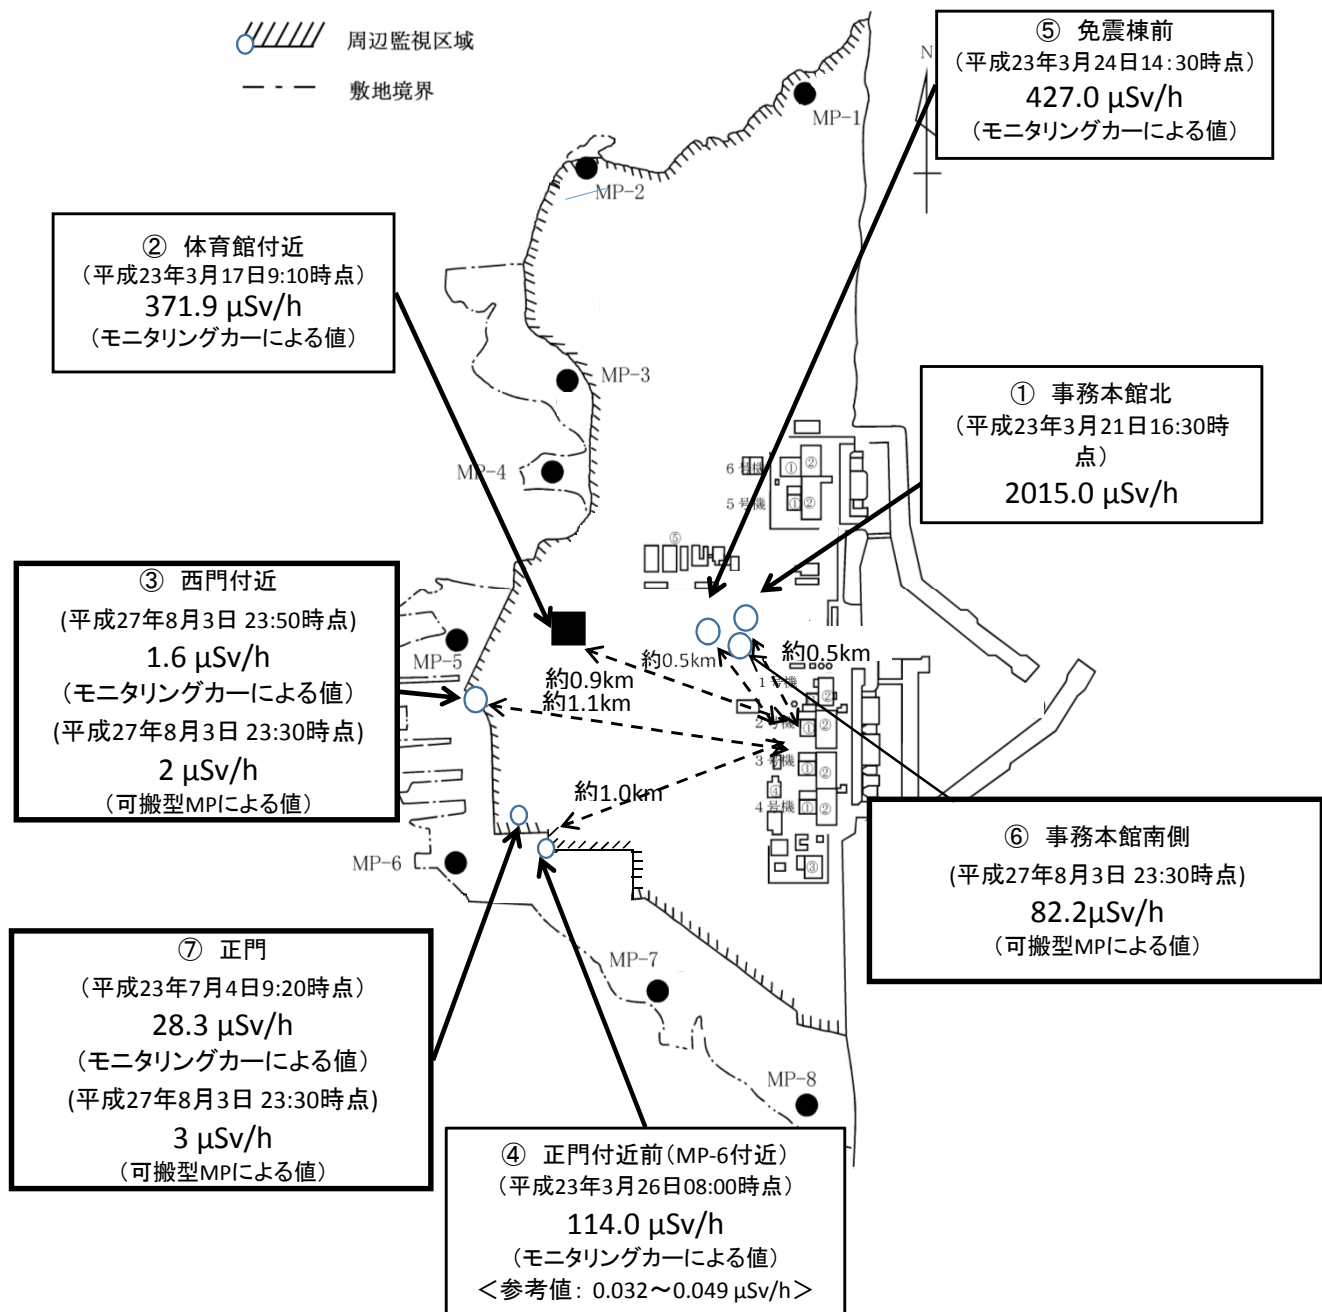 周辺監視区域
敷地境界
⑤ 免震棟前
（平成23年3月24日14:30時点）
427.0 μSv/h
（モニタリングカーによる値）
N
MP-1
MP-2
② 体育館付近
（平成23年3月17日9:10時点）
371.9 μSv/h
（モニタリングカーによる値）
MP-3
① 事務本館北
（平成23年3月21日16:30時
点）
2015.0 μSv/h
MP-4
6号機
①
②
5号機
①
②
⑤
③ 西門付近
(平成27年8月3日 23:50時点)
1.6 μSv/h
（モニタリングカーによる値）
(平成27年8月3日 23:30時点)
2 μSv/h
（可搬型MPによる値）
MP-5
約0.5km
約0.5km
約0.9km
約1.1km
1号機
②
2号機
①
②
3号機
①
②
④
4号機
①
②
③
約1.0km
MP-6
⑥ 事務本館南側
(平成27年8月3日 23:30時点)
82.2μSv/h
（可搬型MPによる値）
⑦ 正門
（平成23年7月4日9:20時点）
28.3 μSv/h
（モニタリングカーによる値）
(平成27年8月3日 23:30時点)
3 μSv/h
（可搬型MPによる値）
MP-7
MP-8
④ 正門付近前（MP-6付近）
（平成23年3月26日08:00時点）
114.0 μSv/h
（モニタリングカーによる値）
＜参考値： 0.032～0.049 μSv/h＞